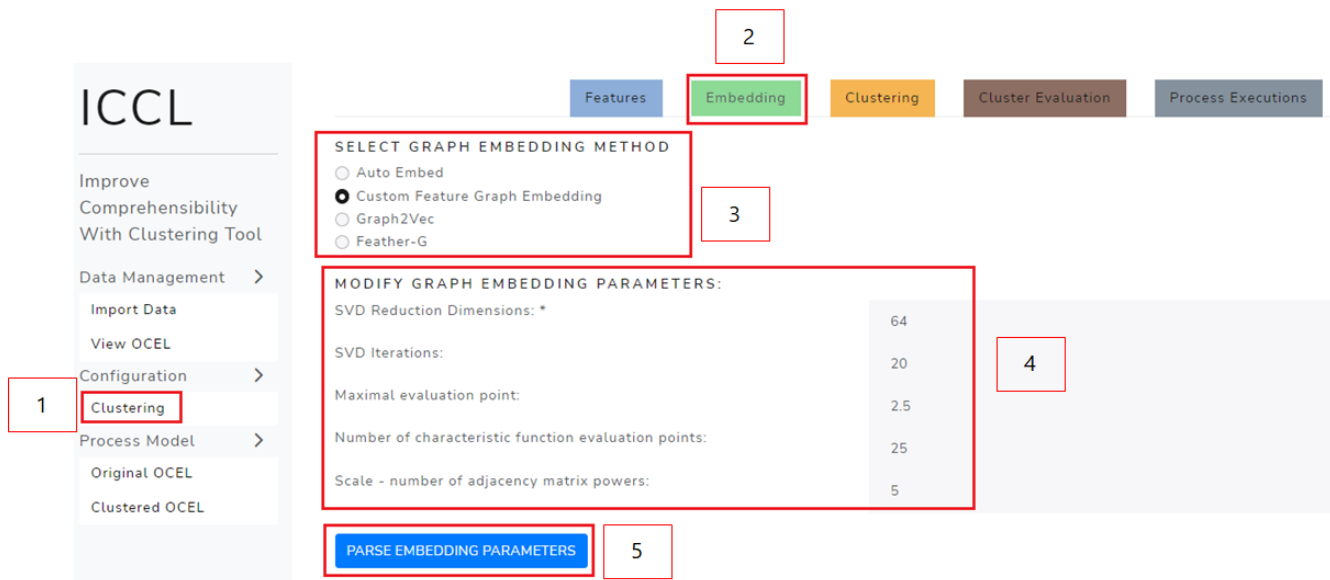 2
ICCL
Features
Embedding
Clustering
Cluster Evaluation
Process Executions
Improve
Comprehensibility
With Clustering Tool
Data Management
Import Data
View OCEL
Configuration
1
Clustering
Process Model
Original OCEL
Clustered OCEL
SELECT GRAPH EMBEDDING METHOD
Auto Embed
Custom Feature Graph Embedding
Graph2Vec
Feather-G
3
MODIFY GRAPH EMBEDDING PARAMETERS:
SVD Reduction Dimensions: *
64
SVD Iterations:
20
Maximal evaluation point:
2.5
Number of characteristic function evaluation points:
25
Scale - number of adjacency matrix powers:
5
4
PARSE EMBEDDING PARAMETERS
5